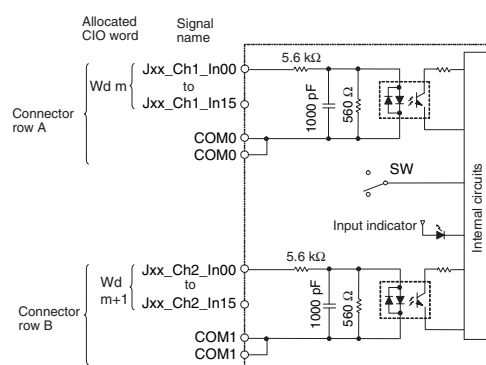 Allocated
CIO word
Signal
name
Connector
row A
Wd m
Jxx_Ch1_In00
to
Jxx_Ch1_In15
COM0
COM0
5.6 kΩ
1000 pF
560 Ω
SW
Input indicator
Internal circuits
Connector
row B
Wd
m+1
Jxx_Ch2_In00
to
Jxx_Ch2_In15
COM1
COM1
5.6 kΩ
1000 pF
560 Ω